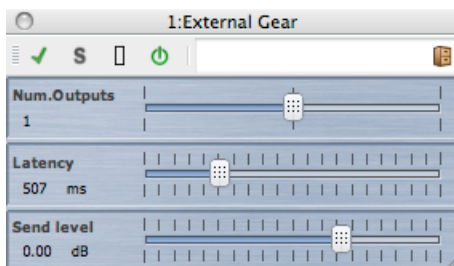 1:External Gear
S
Num.Outputs
1
Latency
507 ms
Send level
0.00 dB